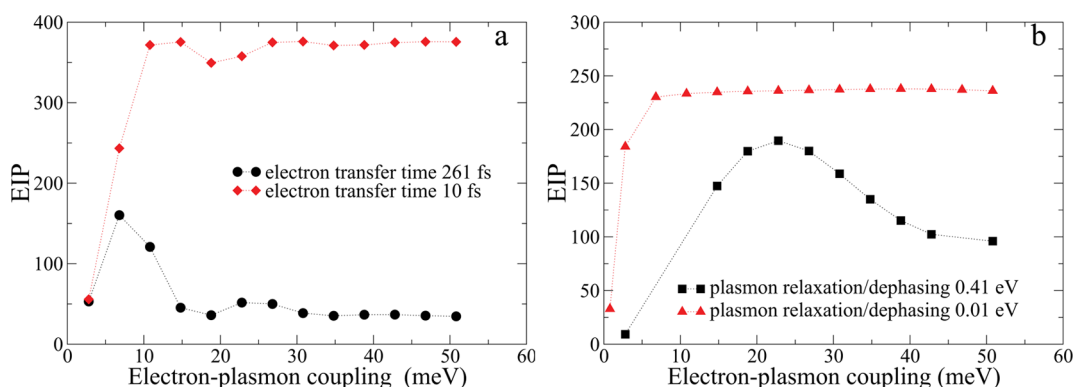 a
400
300
200
100
0
EIP
electron transfer time 261 fs
electron transfer time 10 fs
0 10 20 30 40 50 60
Electron-plasmon coupling (meV)
b
300
250
200
150
100
50
0
EIP
plasmon relaxation/dephasing 0.41 eV
plasmon relaxation/dephasing 0.01 eV
0 10 20 30 40 50 60
Electron-plasmon coupling (meV)